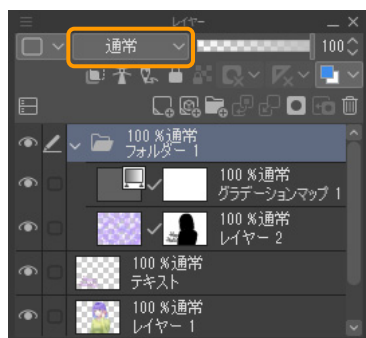 レイヤー
通常
100
100 %通常
フォルダー 1
100 %通常
グラデーションマップ 1
100 %通常
レイヤー 2
100 %通常
テキスト
100 %通常
レイヤー 1